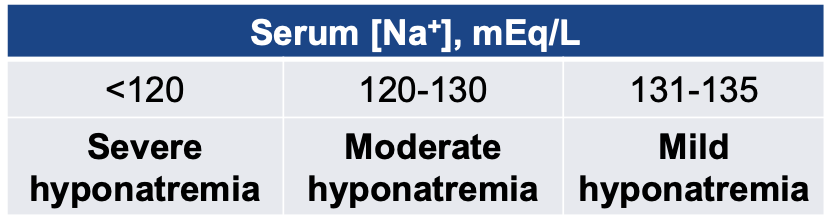 Serum [Na⁺], mEq/L
<120 120-130 131-135
Severe hyponatremia Moderate hyponatremia Mild hyponatremia